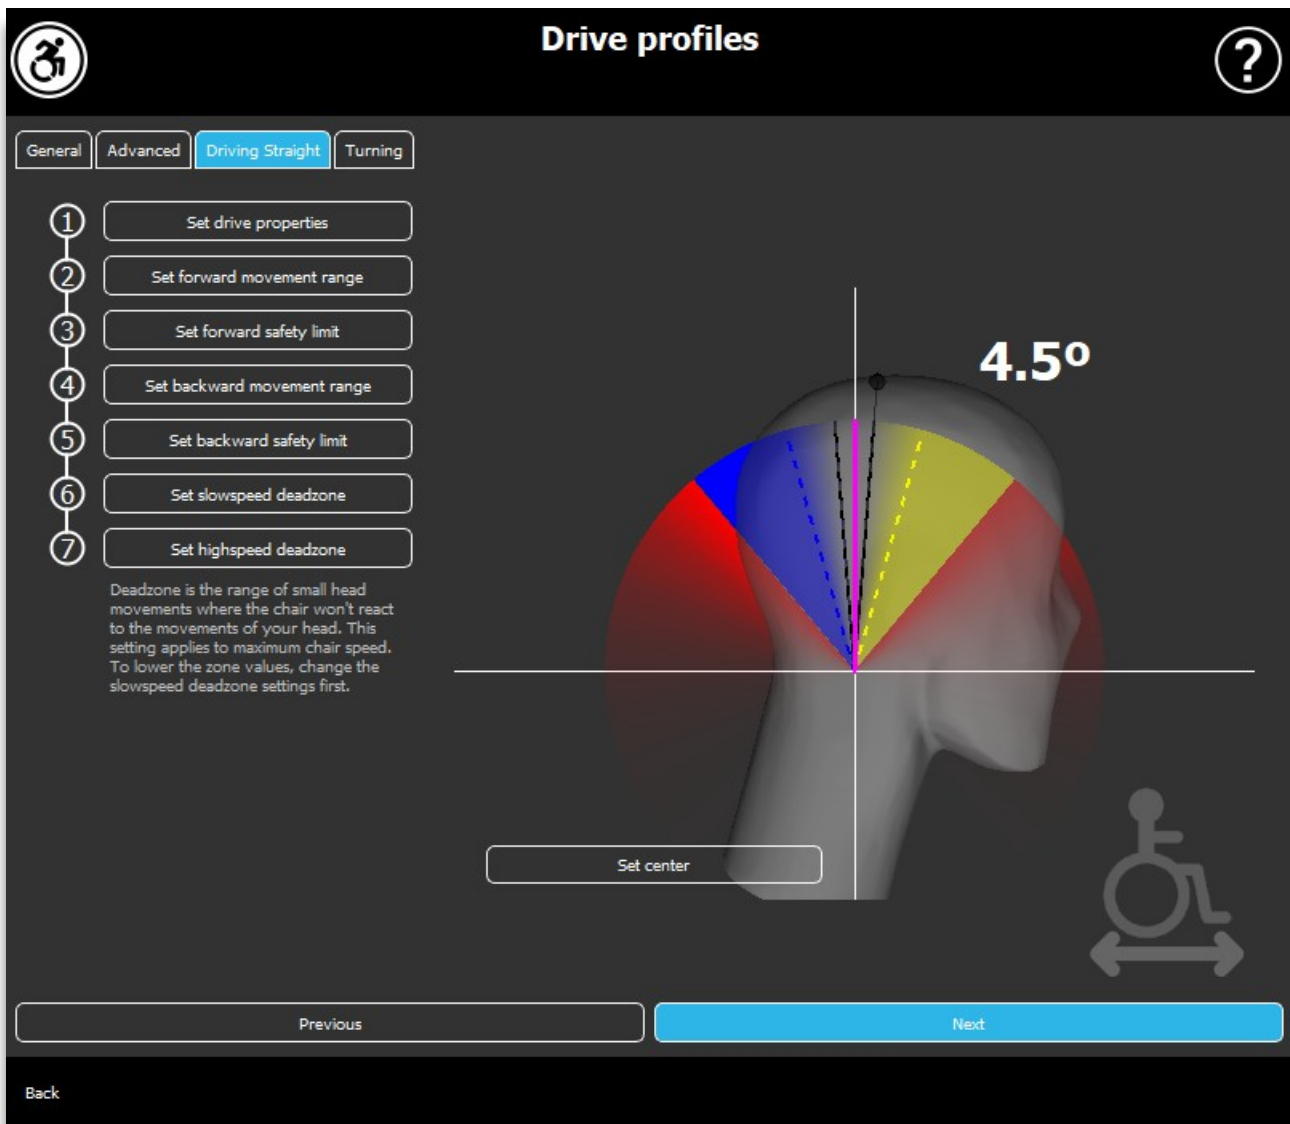 Drive profiles
?
General
Advanced
Driving Straight
Turning
1 Set drive properties
2 Set forward movement range
3 Set forward safety limit
4 Set backward movement range
5 Set backward safety limit
6 Set slowspeed deadzone
7 Set highspeed deadzone
Deadzone is the range of small head
movements where the chair won't react
to the movements of your head. This
setting applies to maximum chair speed.
To lower the zone values, change the
slowspeed deadzone settings first.
4.5º
Set center
Previous
Next
Back